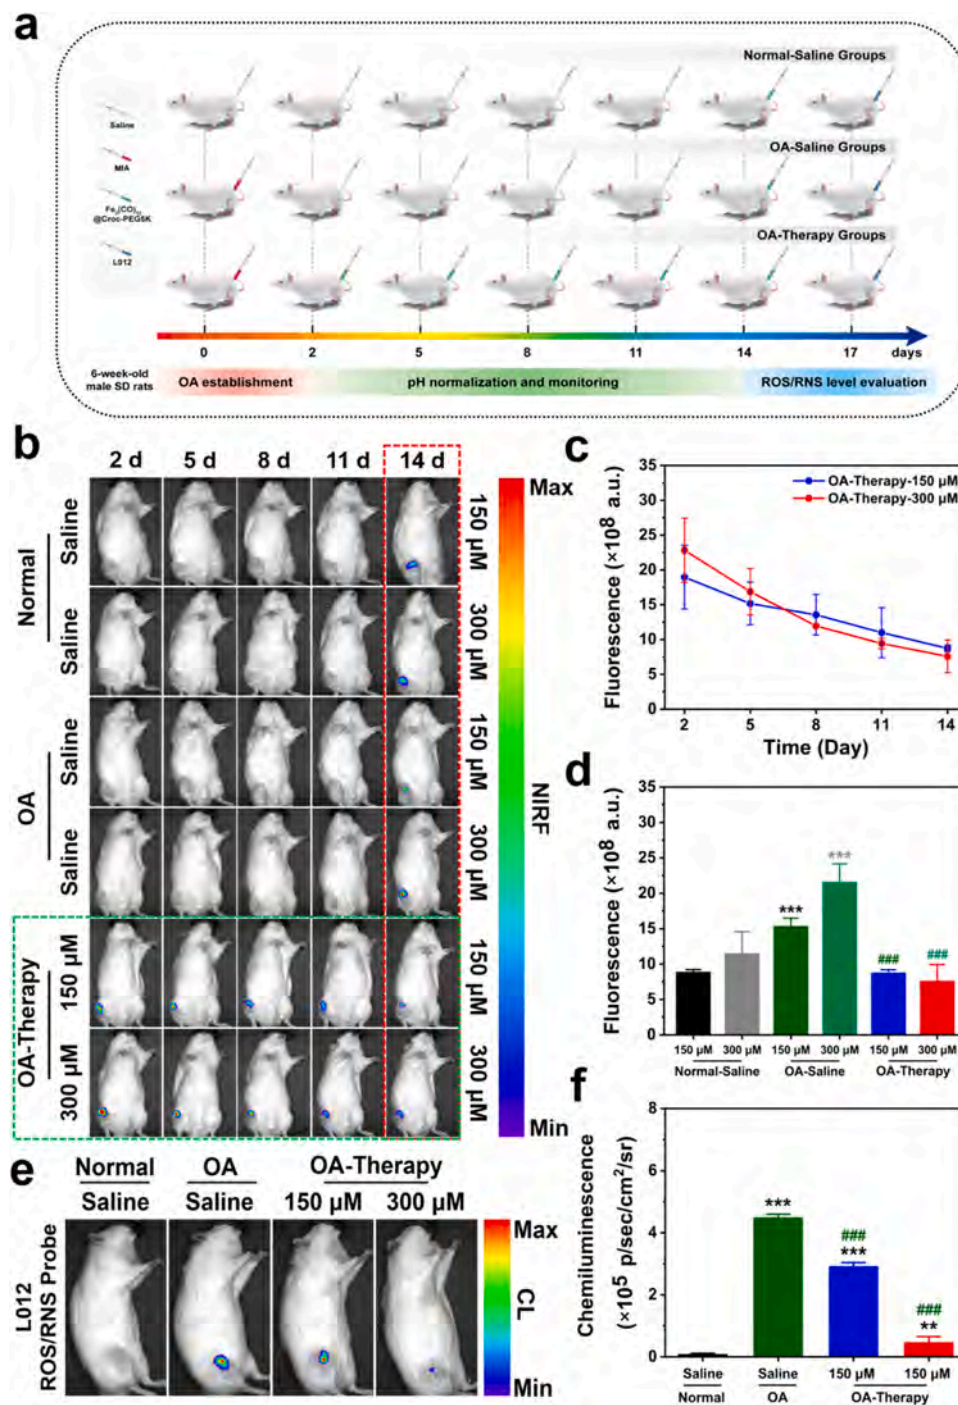 a
Normal-Saline Groups
Saline
OA-Saline Groups
MIA
Fe3(CO)12
@Croc-PEG5K
OA-Therapy Groups
L012
0 2 5 8 11 14 17 days
6-week-old
male SD rats
OA establishment
pH normalization and monitoring
ROS/RNS level evaluation
b
2 d 5 d 8 d 11 d 14 d
Normal
Saline
Saline
OA
Saline
Saline
OA-Therapy
150 μM
300 μM
150 μM
300 μM
150 μM
300 μM
150 μM
300 μM
Max
NIRF
Min
c
Fluorescence (×10⁸ a.u.)
35
30
25
20
15
10
5
0
OA-Therapy-150 μM
OA-Therapy-300 μM
2 5 8 11 14
Time (Day)
d
Fluorescence (×10⁸ a.u.)
35
30
25
20
15
10
5
0
***
***
###
###
150 μM 300 μM 150 μM 300 μM 150 μM 300 μM
Normal-Saline OA-Saline OA-Therapy
e
Normal OA OA-Therapy
Saline Saline 150 μM 300 μM
L012
ROS/RNS Probe
Max
CL
Min
f
Chemiluminescence
(×10⁵ p/sec/cm²/sr)
8
6
4
2
0
***
###
***
###
**
Saline Saline 150 μM 150 μM
Normal OA OA-Therapy